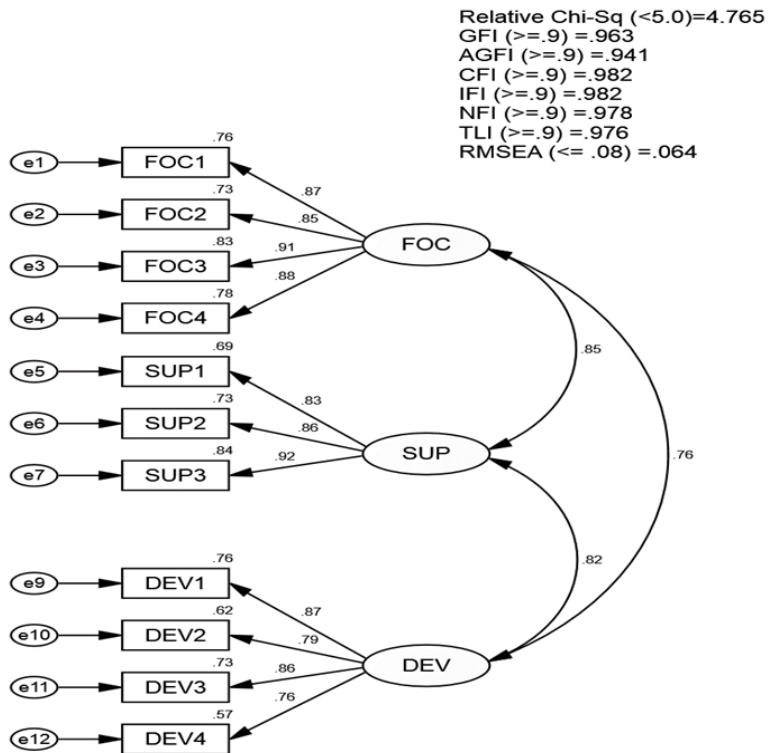 Relative Chi-Sq (<5.0)=4.765
GFI (>=.9) =.963
AGFI (>=.9) =.941
CFI (>=.9) =.982
IFI (>=.9) =.982
NFI (>=.9) =.978
TLI (>=.9) =.976
RMSEA (<= .08) =.064
.76
e1 FOC1
.87
.73
e2 FOC2
.85
FOC
.83
e3 FOC3
.91
.88
.78
e4 FOC4
.85
.69
e5 SUP1
.83
.73
e6 SUP2
.86
SUP
.76
.84
e7 SUP3
.92
.82
.76
e9 DEV1
.87
.62
e10 DEV2
.79
DEV
.73
e11 DEV3
.86
.76
.57
e12 DEV4